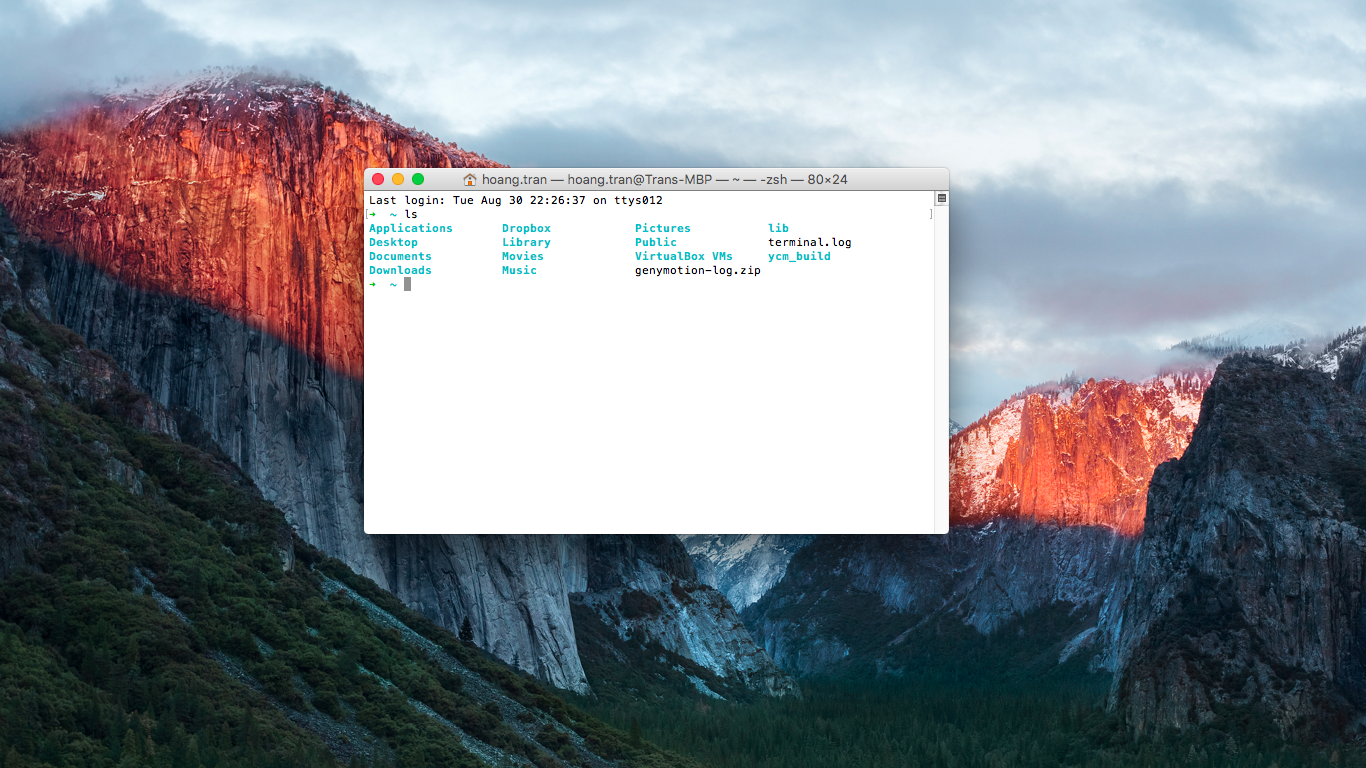 hoang.tran — hoang.tran@Trans-MBP — ~ — -zsh — 80×24
Last login: Tue Aug 30 22:26:37 on ttys012
[➜  ~ ls ]
Applications Dropbox Pictures lib
Desktop Library Public terminal.log
Documents Movies VirtualBox VMs ycm_build
Downloads Music genymotion-log.zip
➜  ~